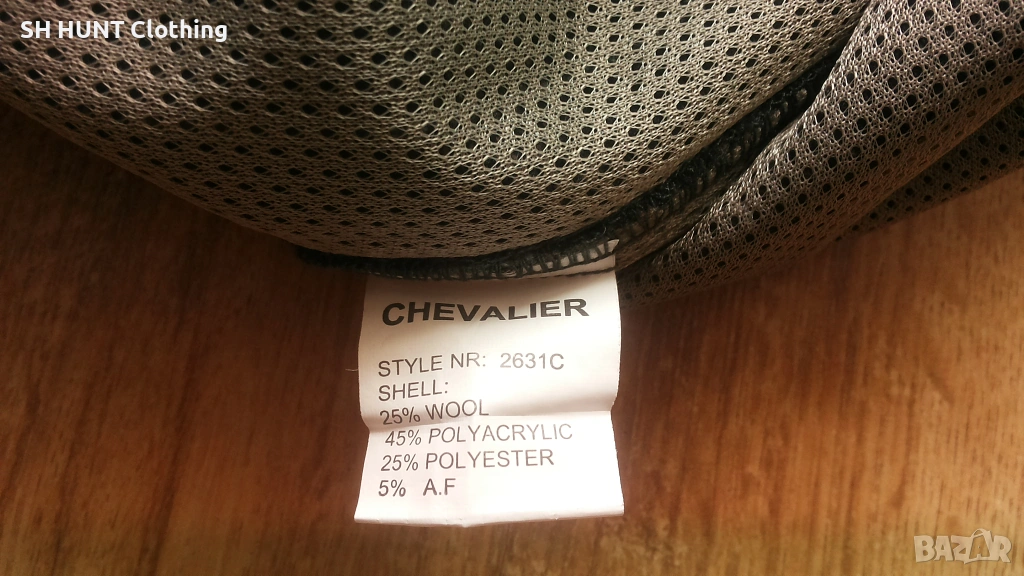 SH HUNT Clothing
CHEVALIER
STYLE NR: 2631C
SHELL:
25% WOOL
45% POLYACRYLIC
25% POLYESTER
5% A.F
BAZAR